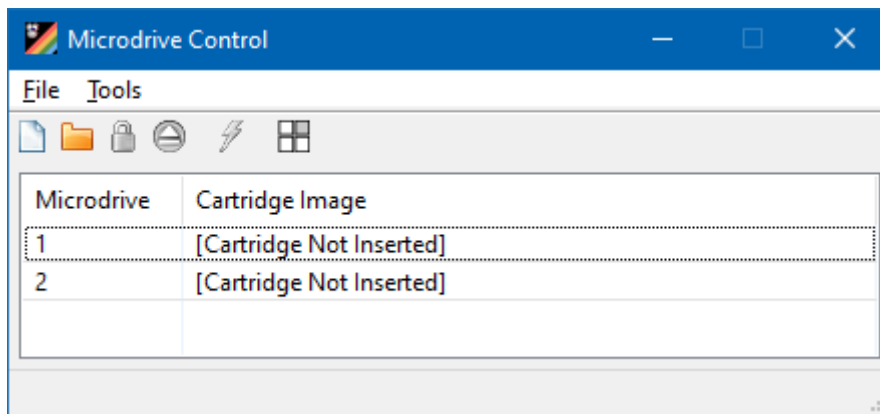 Microdrive Control
File Tools
Microdrive Cartridge Image
1 [Cartridge Not Inserted]
2 [Cartridge Not Inserted]